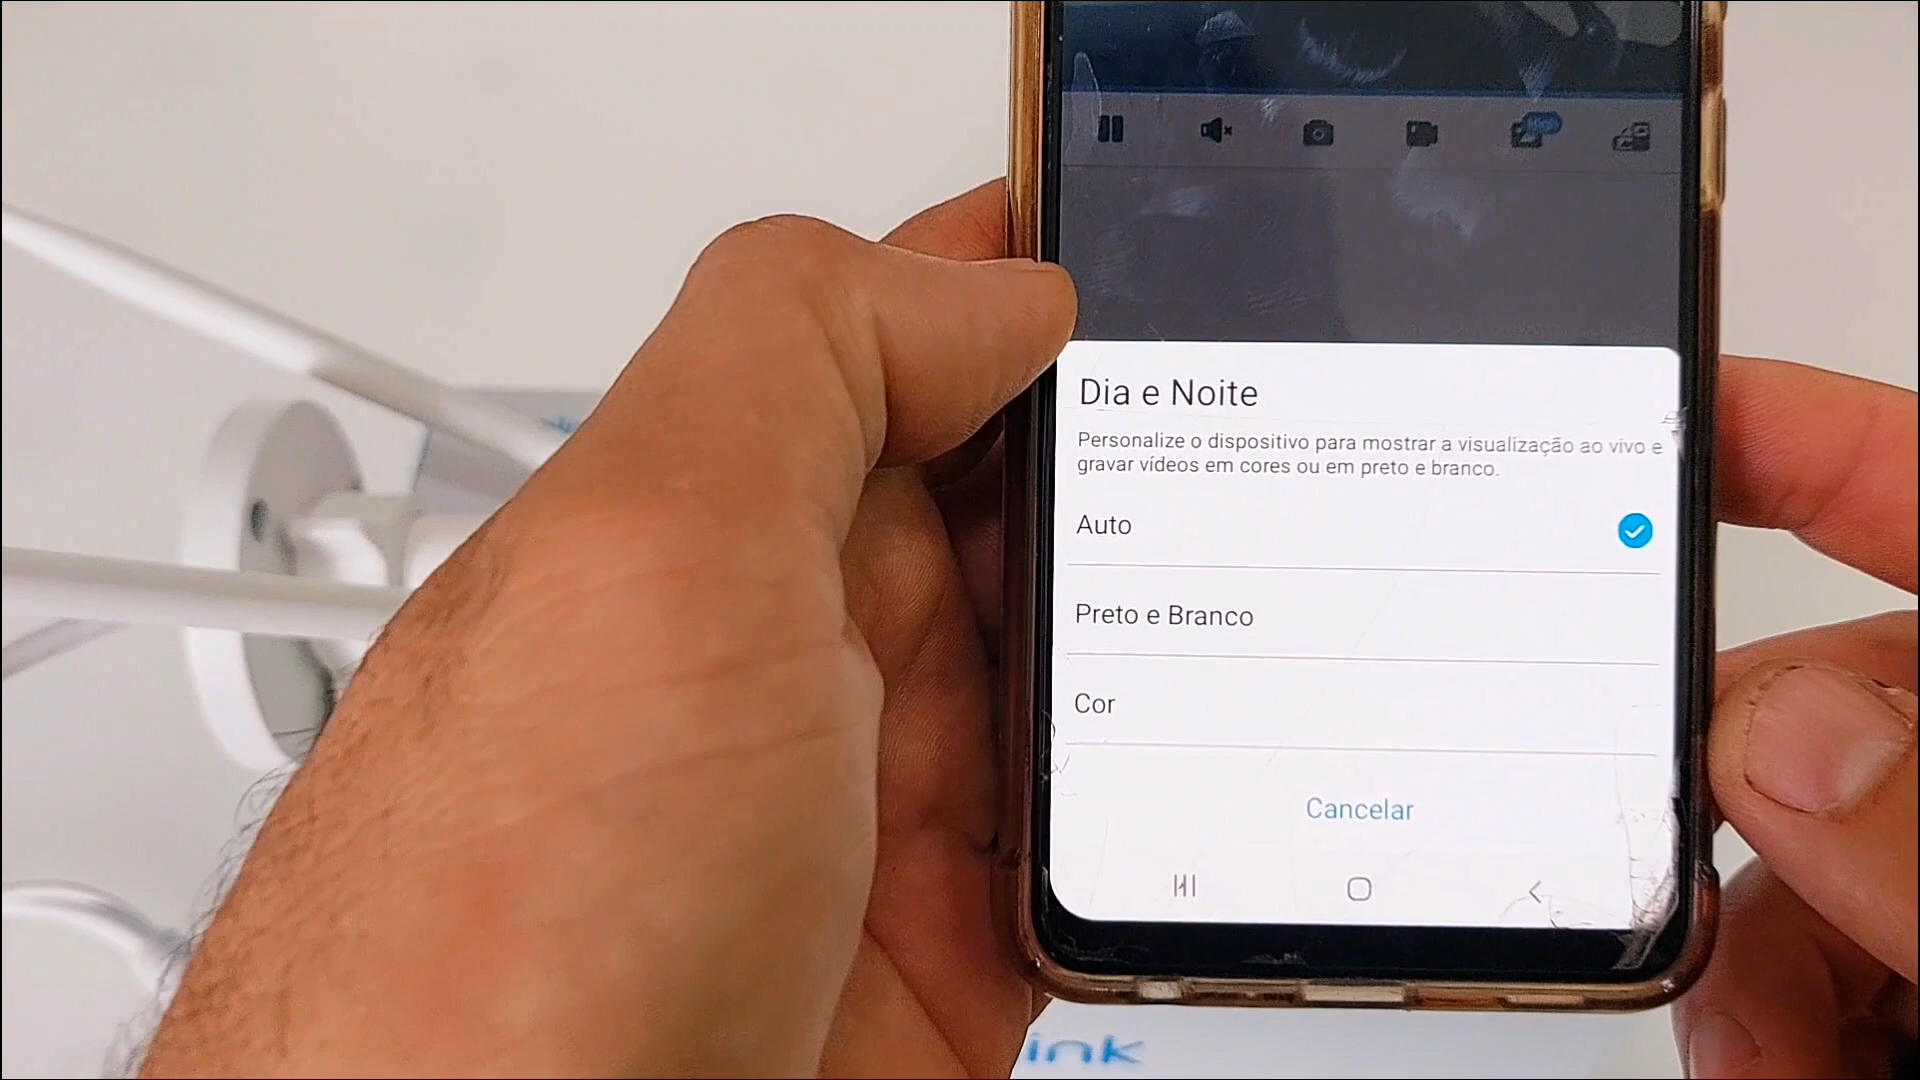 High
Dia e Noite
Personalize o dispositivo para mostrar a visualização ao vivo e
gravar vídeos em cores ou em preto e branco.
Auto
Preto e Branco
Cor
Cancelar
ink